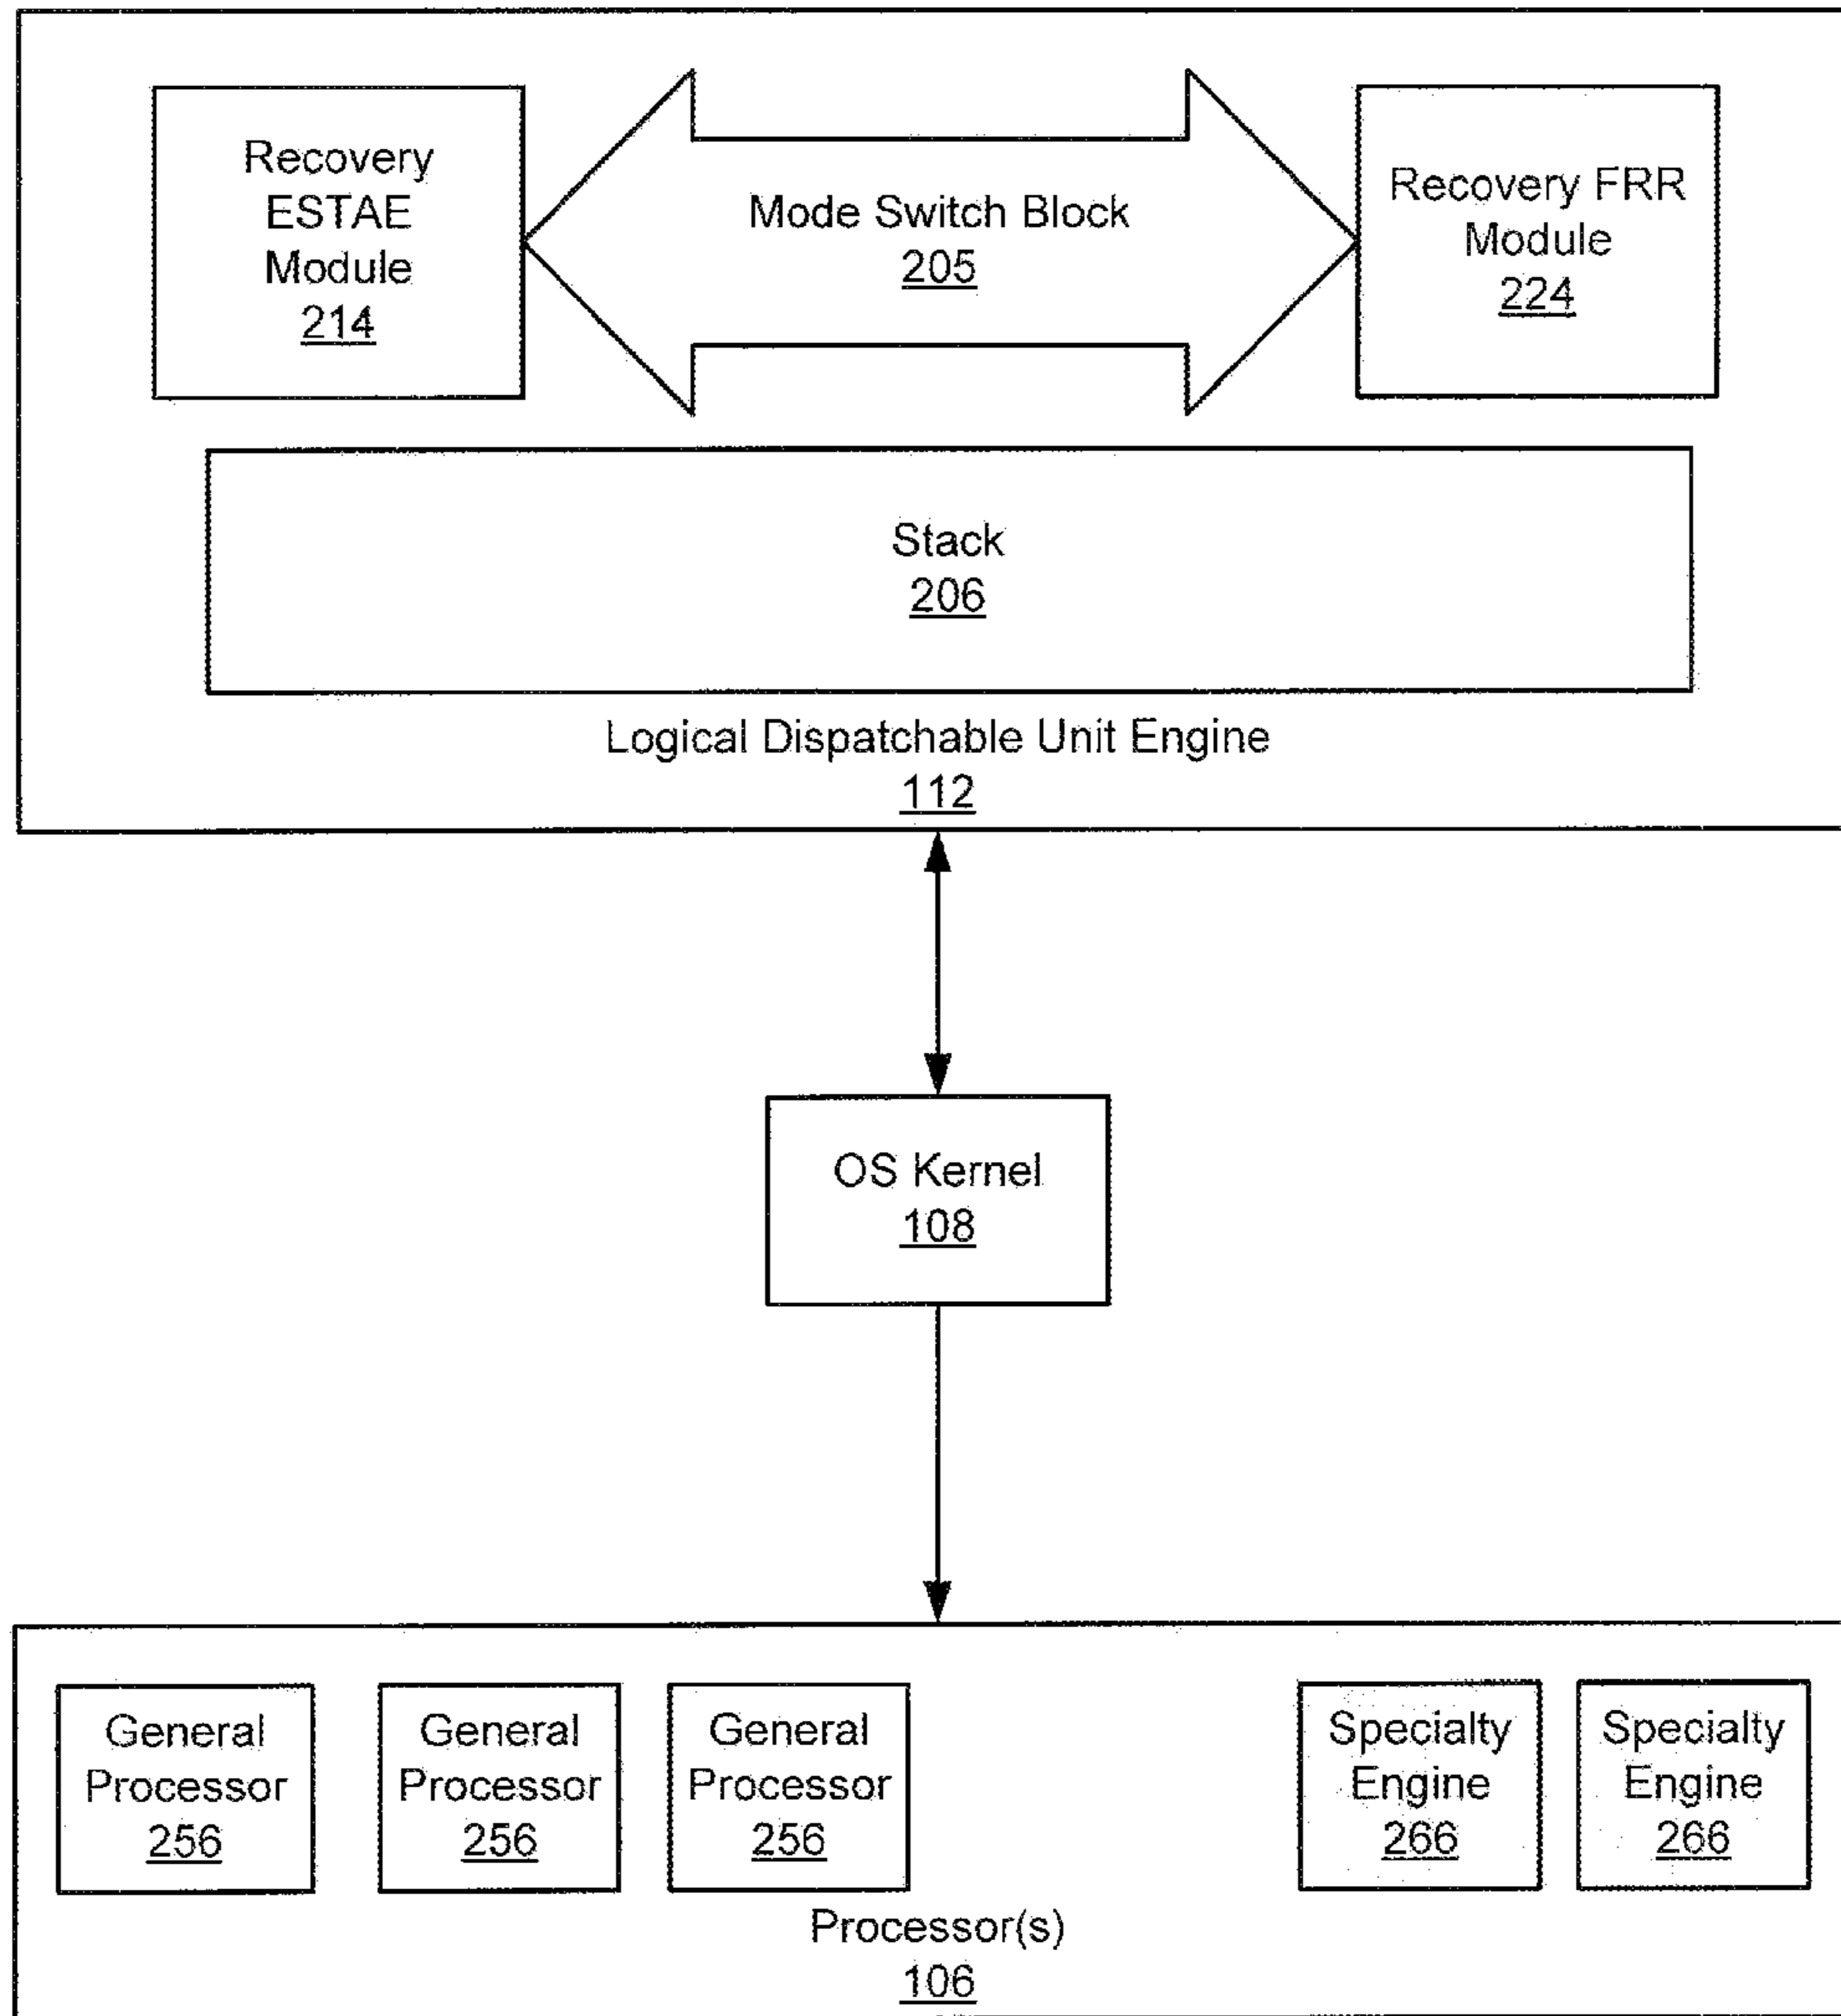 Recovery
ESTAE
Module
214
Mode Switch Block
205
Recovery FRR
Module
224
Stack
206
Logical Dispatchable Unit Engine
112
OS Kernel
108
General
Processor
256
General
Processor
256
General
Processor
256
Specialty
Engine
266
Specialty
Engine
266
Processor(s)
106